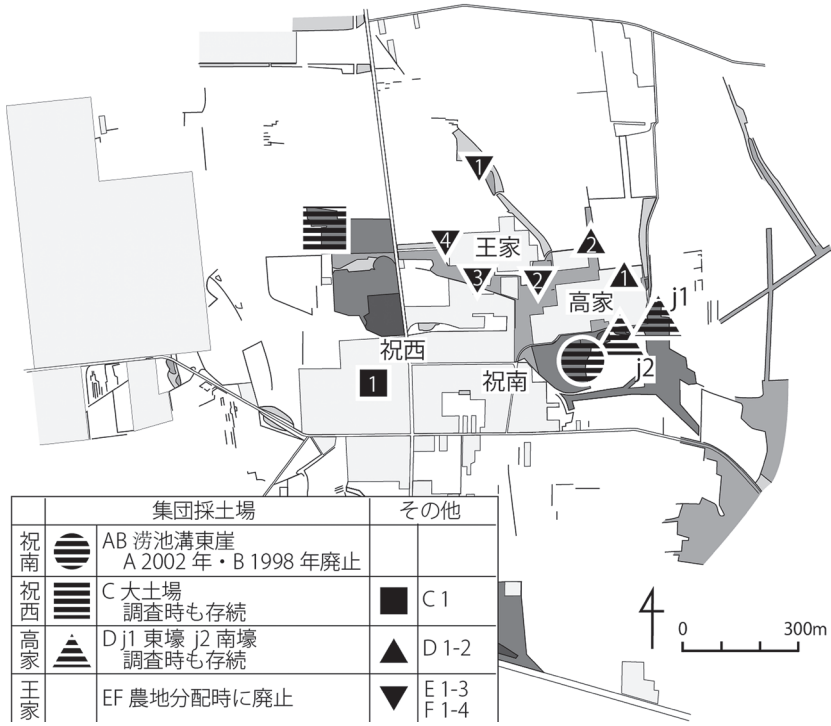 1
4
王家
2
3
2
1
高家
j1
祝西
j2
祝南
1
集団採土場
その他
祝南
AB 澇池溝東崖
A 2002 年・B 1998 年廃止
祝西
C 大土場
調査時も存続
C 1
高家
D j1 東壕 j2 南壕
調査時も存続
D 1-2
王家
EF 農地分配時に廃止
E 1-3
F 1-4
0
300m